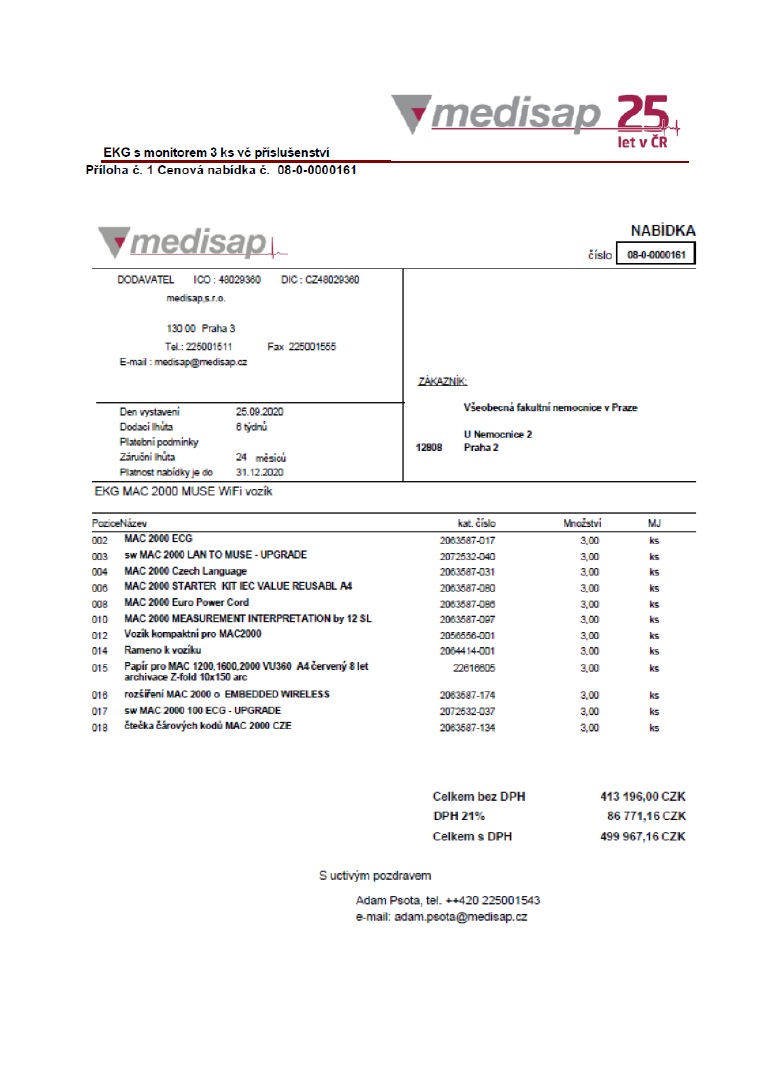 medisap 25
let v ČR
EKG s monitorem 3 ks vč příslušenství
Příloha č. 1 Cenová nabídka č. 08-0-0000161
medisap
NABÍDKA
číslo 08-0-0000161
DODAVATEL ICO : 48029360 DIC : CZ48029360
medisap,s.r.o.
130 00 Praha 3
Tel.: 225001511 Fax 225001555
E-mail : medisap@medisap.cz
ZÁKAZNÍK:
Všeobecná fakultní nemocnice v Praze
U Nemocnice 2
12808 Praha 2
Den vystavení 25.09.2020
Dodací lhůta 6 týdnů
Platební podmínky
Záruční lhůta 24 měsíců
Platnost nabídky je do 31.12.2020
EKG MAC 2000 MUSE WiFi vozík
PoziceNázev kat. číslo Množství MJ
002 MAC 2000 ECG 2063587-017 3,00 ks
003 sw MAC 2000 LAN TO MUSE - UPGRADE 2072532-040 3,00 ks
004 MAC 2000 Czech Language 2063587-031 3,00 ks
006 MAC 2000 STARTER KIT IEC VALUE REUSABL A4 2063587-080 3,00 ks
008 MAC 2000 Euro Power Cord 2063587-086 3,00 ks
010 MAC 2000 MEASUREMENT INTERPRETATION by 12 SL 2063587-097 3,00 ks
012 Vozík kompaktní pro MAC2000 2056556-001 3,00 ks
014 Rameno k vozíku 2064414-001 3,00 ks
015 Papír pro MAC 1200,1600,2000 VU360 A4 červený 8 let 22616605 3,00 ks
archivace Z-fold 10x150 arc
016 rozšíření MAC 2000 o EMBEDDED WIRELESS 2063587-174 3,00 ks
017 sw MAC 2000 100 ECG - UPGRADE 2072532-037 3,00 ks
018 čtečka čárových kodů MAC 2000 CZE 2063587-134 3,00 ks
Celkem bez DPH 413 196,00 CZK
DPH 21% 86 771,16 CZK
Celkem s DPH 499 967,16 CZK
S uctivým pozdravem
Adam Psota, tel. ++420 225001543
e-mail: adam.psota@medisap.cz